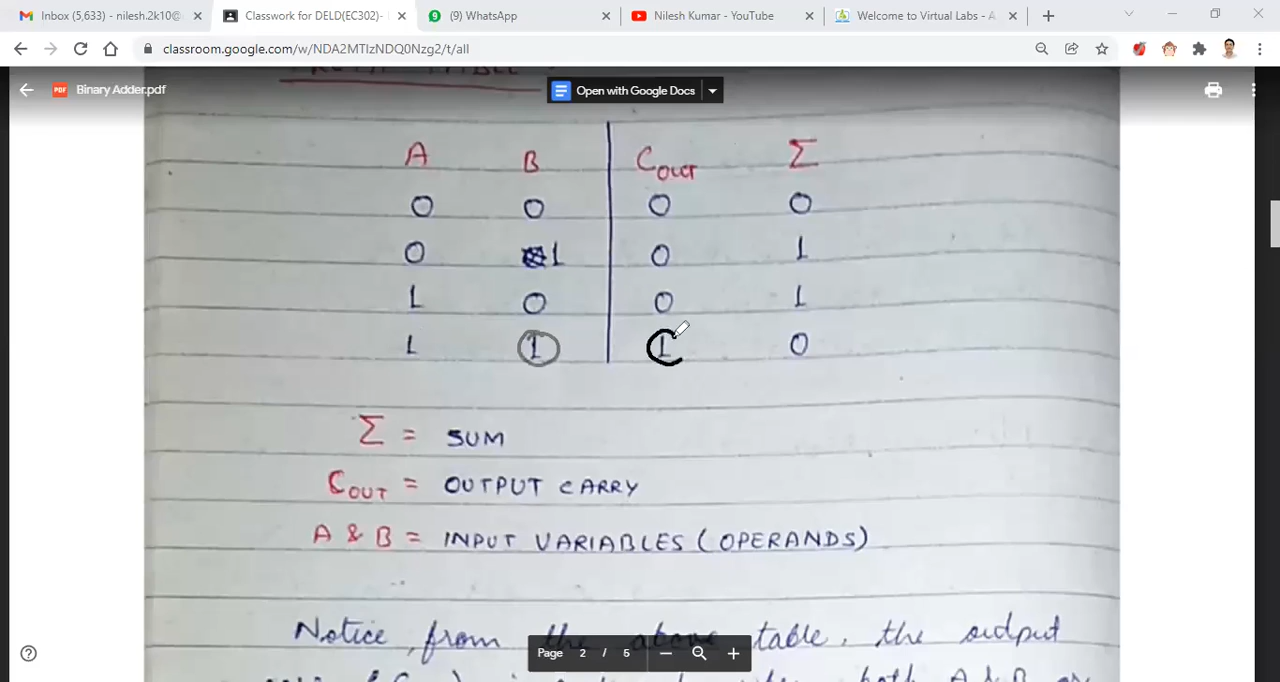 Inbox (5,633) - nilesh.2k10@
Classwork for DELD(EC302)-
(9) WhatsApp
Nilesh Kumar - YouTube
Welcome to Virtual Labs - A
classroom.google.com/w/NDA2MTIzNDQ0Nzg2/t/all
PDF Binary Adder.pdf
Open with Google Docs
A B COUT Σ
0 0 0 0
0 1 0 1
1 0 0 1
1 1 1 0
Σ = SUM
COUT = OUTPUT CARRY
A & B = INPUT VARIABLES (OPERANDS)
Notice, from the above table, the output
both A & B
Page 2 / 5